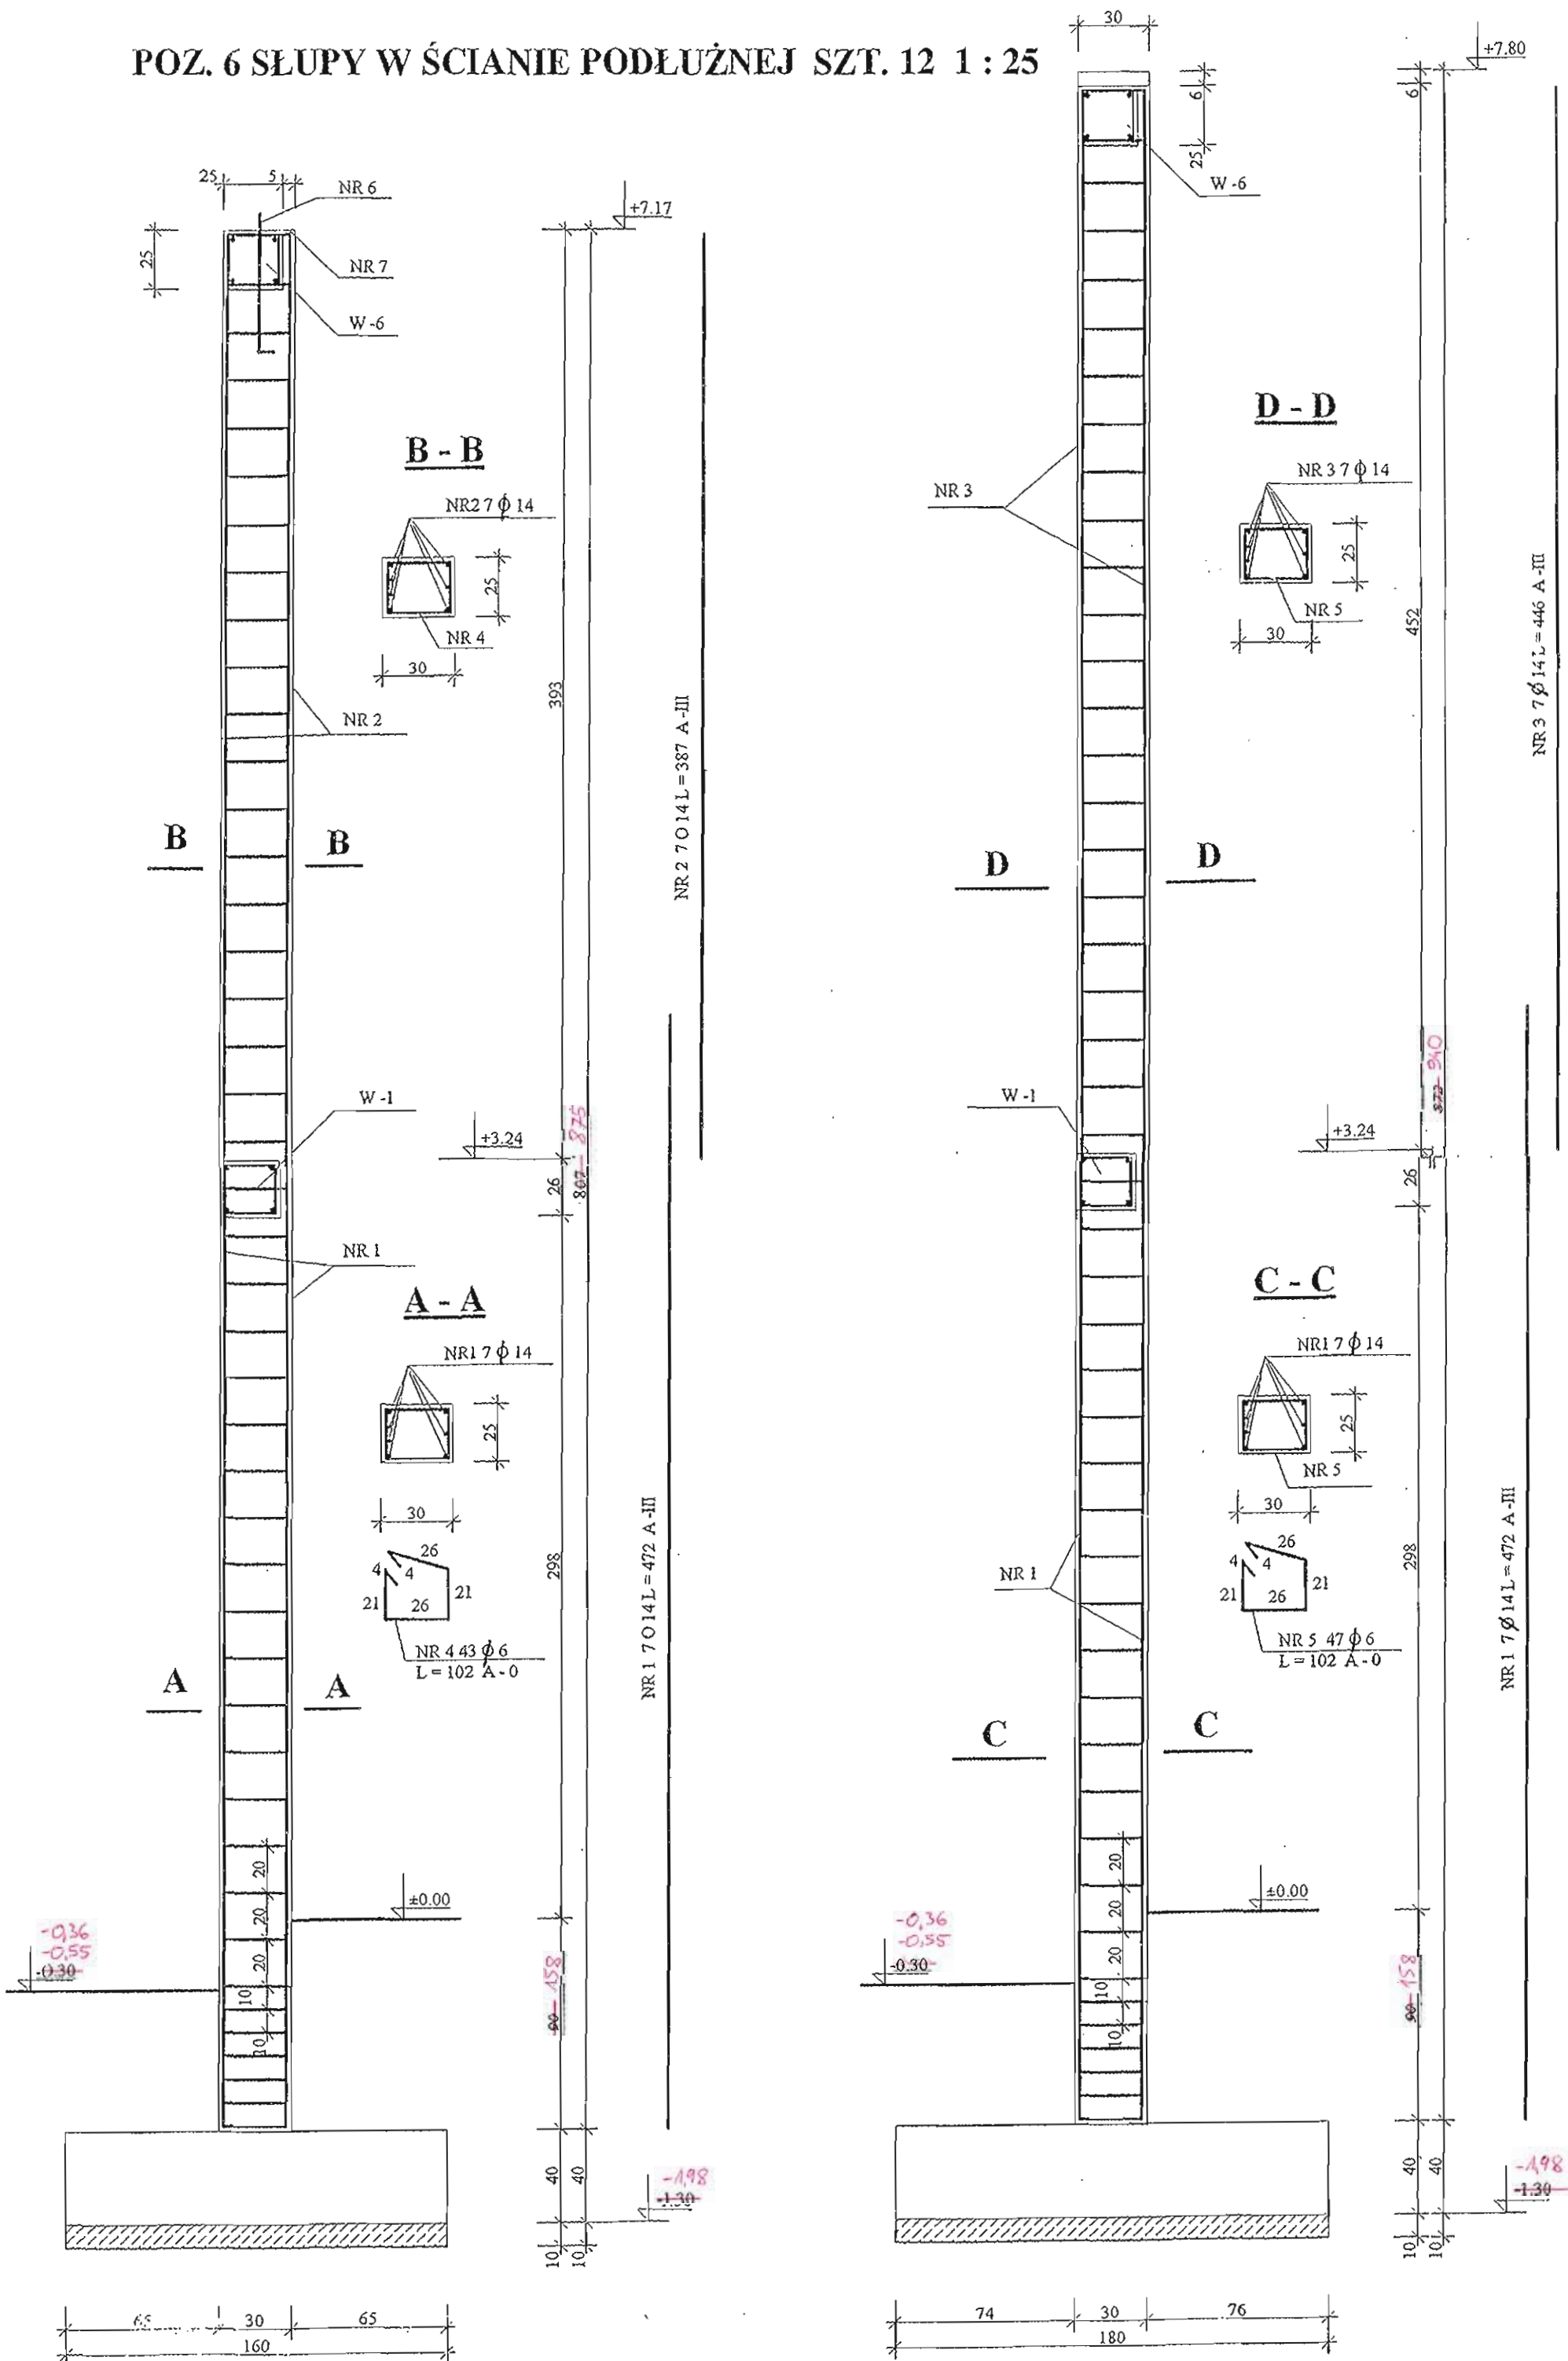 POZ. 6 SŁUPY W ŚCIANIE PODŁUŻNEJ SZT. 12 1 : 25
30
+7.80
6
6
25
W -6
25
5
NR 6
+7.17
25
NR 7
W -6
B - B
NR2 7 ϕ 14
25
NR 4
30
393
NR 2
NR 2 7 O 14 L = 387 A -III
B
B
D - D
NR 3 7 ϕ 14
NR 3
25
NR 5
30
452
NR 3 7 Ø 14 L = 446 A -III
D
D
W -1
+3.24
26
807 875
W -1
+3.24
26
940
NR 1
A - A
NR1 7 ϕ 14
25
30
26
4
4
21
21
26
NR 4 43 ϕ 6
L = 102 A - 0
298
NR 1 7 O 14 L = 472 A -III
A
A
C - C
NR1 7 ϕ 14
25
NR 5
30
26
4
4
21
21
26
NR 5 47 ϕ 6
L = 102 A - 0
298
NR 1
NR 1 7 Ø 14 L = 472 A -III
C
C
20
20
20
10
10
±0.00
-0,36
-0,55
-0.30
90 158
20
20
20
10
10
±0.00
-0,36
-0,55
-0.30
90 158
40
40
-1,98
-1.30
10
10
40
40
-1,98
-1.30
10
10
30
65
160
74
30
76
180